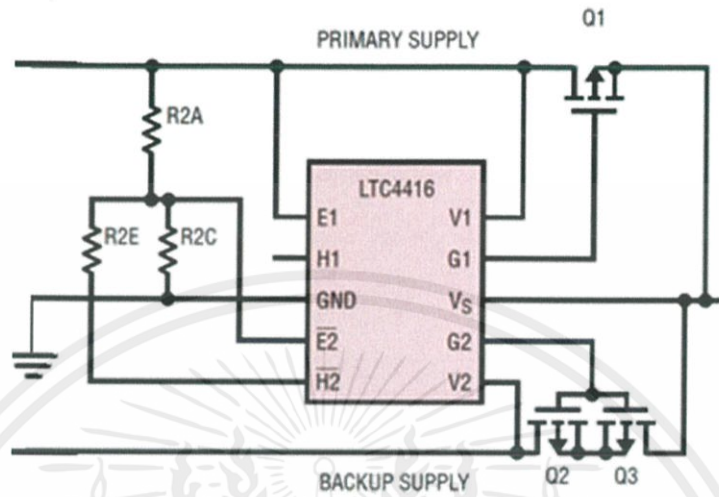 Q1
PRIMARY SUPPLY
R2A
LTC4416
E1 V1
R2E R2C
H1 G1
GND VS
E2 G2
H2 V2
Q2 Q3
BACKUP SUPPLY